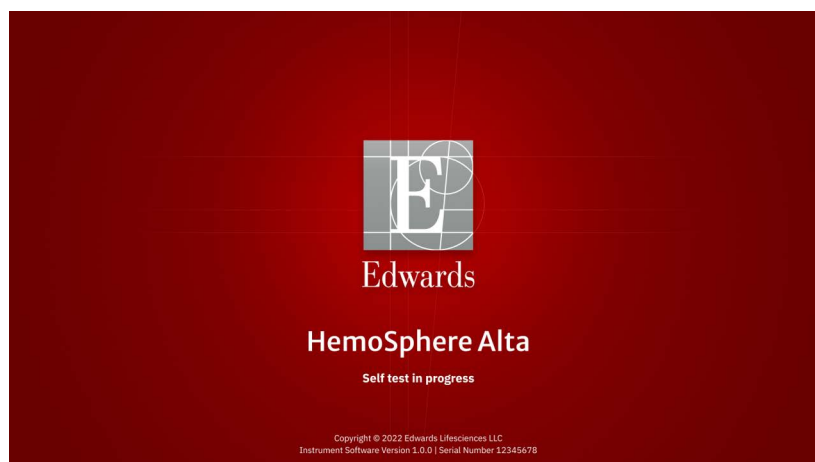 E
Edwards
HemoSphere Alta
Self test in progress
Copyright © 2022 Edwards Lifesciences LLC
Instrument Software Version 1.0.0 | Serial Number 12345678